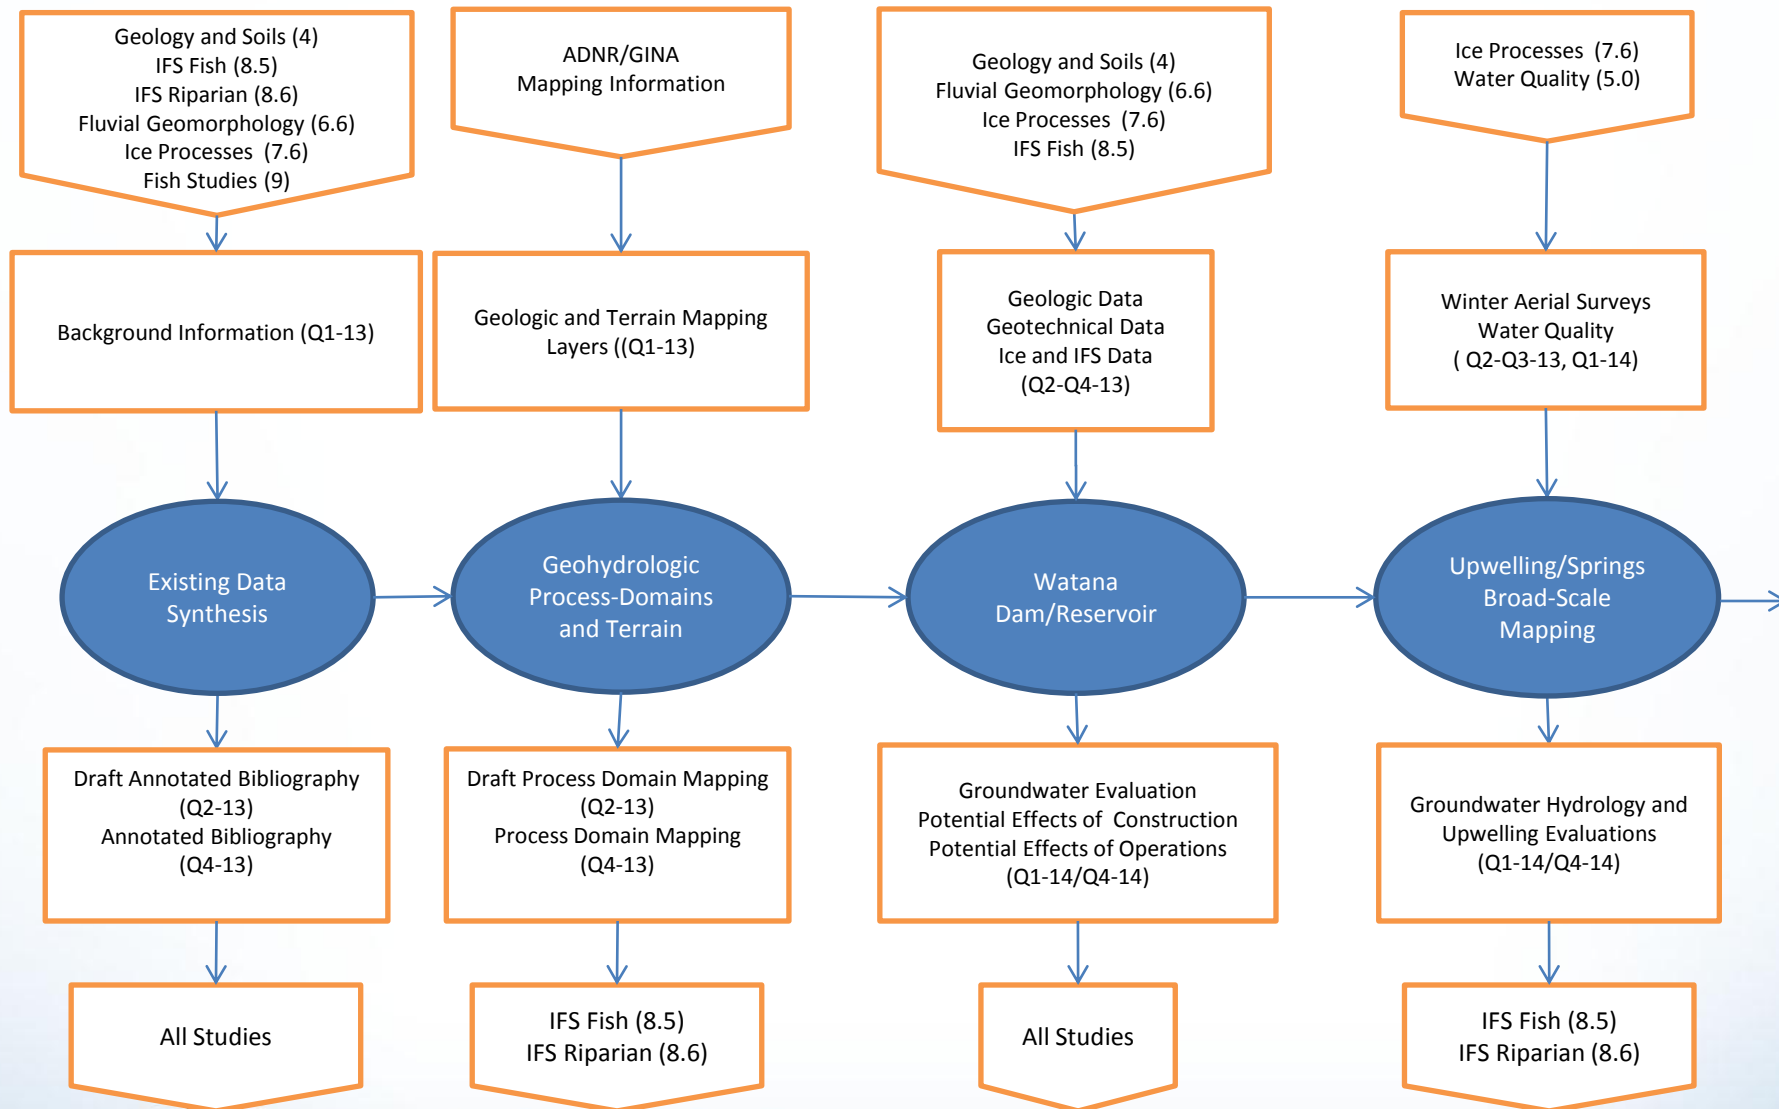 Geology and Soils (4)
IFS Fish (8.5)
IFS Riparian (8.6)
Fluvial Geomorphology (6.6)
Ice Processes  (7.6)
Fish Studies (9)
ADNR/GINA
Mapping Information
Geology and Soils (4)
Fluvial Geomorphology (6.6)
Ice Processes  (7.6)
IFS Fish (8.5)
Ice Processes  (7.6)
Water Quality (5.0)
Background Information (Q1-13)
Geologic and Terrain Mapping
Layers ((Q1-13)
Geologic Data
Geotechnical Data
Ice and IFS Data
(Q2-Q4-13)
Winter Aerial Surveys
Water Quality
( Q2-Q3-13, Q1-14)
Existing Data
Synthesis
Geohydrologic
Process-Domains
and Terrain
Watana
Dam/Reservoir
Upwelling/Springs
Broad-Scale
Mapping
Draft Annotated Bibliography
(Q2-13)
Annotated Bibliography
(Q4-13)
Draft Process Domain Mapping
(Q2-13)
Process Domain Mapping
(Q4-13)
Groundwater Evaluation
Potential Effects of  Construction
Potential Effects of Operations
(Q1-14/Q4-14)
Groundwater Hydrology and
Upwelling Evaluations
(Q1-14/Q4-14)
All Studies
IFS Fish (8.5)
IFS Riparian (8.6)
All Studies
IFS Fish (8.5)
IFS Riparian (8.6)